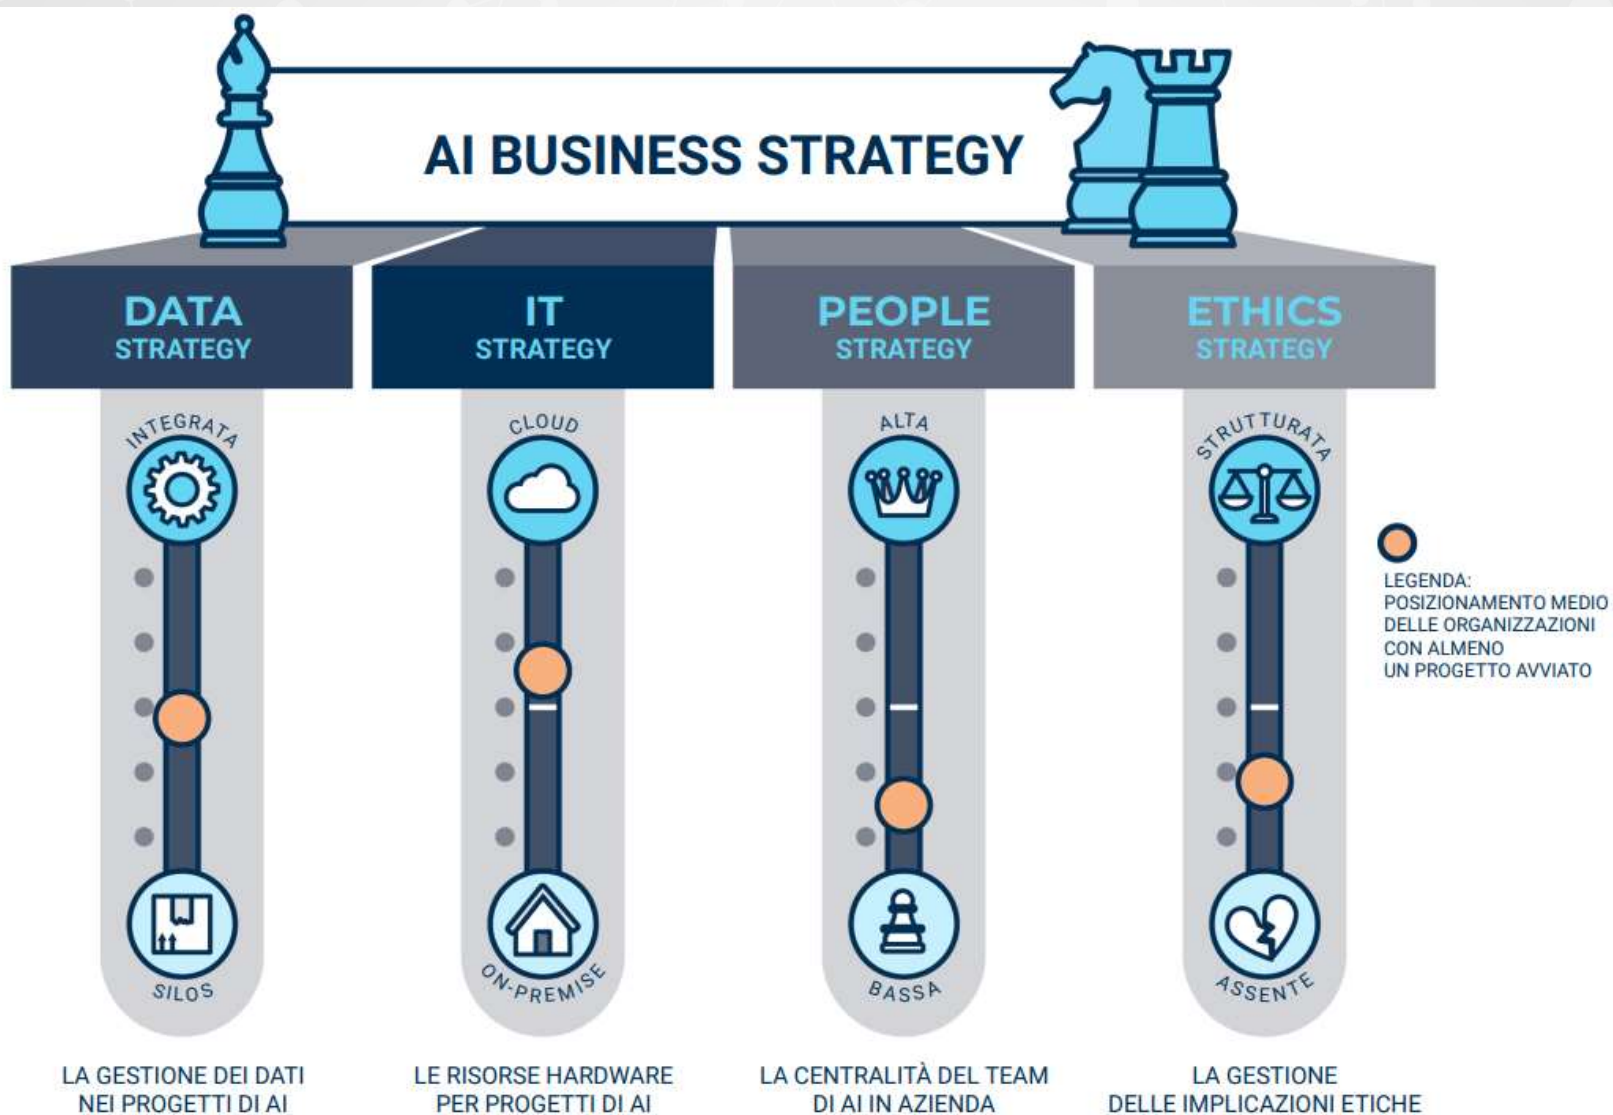 AI BUSINESS STRATEGY
DATA
STRATEGY
INTEGRATA
SILOS
LA GESTIONE DEI DATI
NEI PROGETTI DI AI
IT
STRATEGY
CLOUD
ON-PREMISE
LE RISORSE HARDWARE
PER PROGETTI DI AI
PEOPLE
STRATEGY
ALTA
BASSA
LA CENTRALITÀ DEL TEAM
DI AI IN AZIENDA
ETHICS
STRATEGY
STRUTTURATA
ASSENTE
LA GESTIONE
DELLE IMPLICAZIONI ETICHE
LEGENDA:
POSIZIONAMENTO MEDIO
DELLE ORGANIZZAZIONI
CON ALMENO
UN PROGETTO AVVIATO